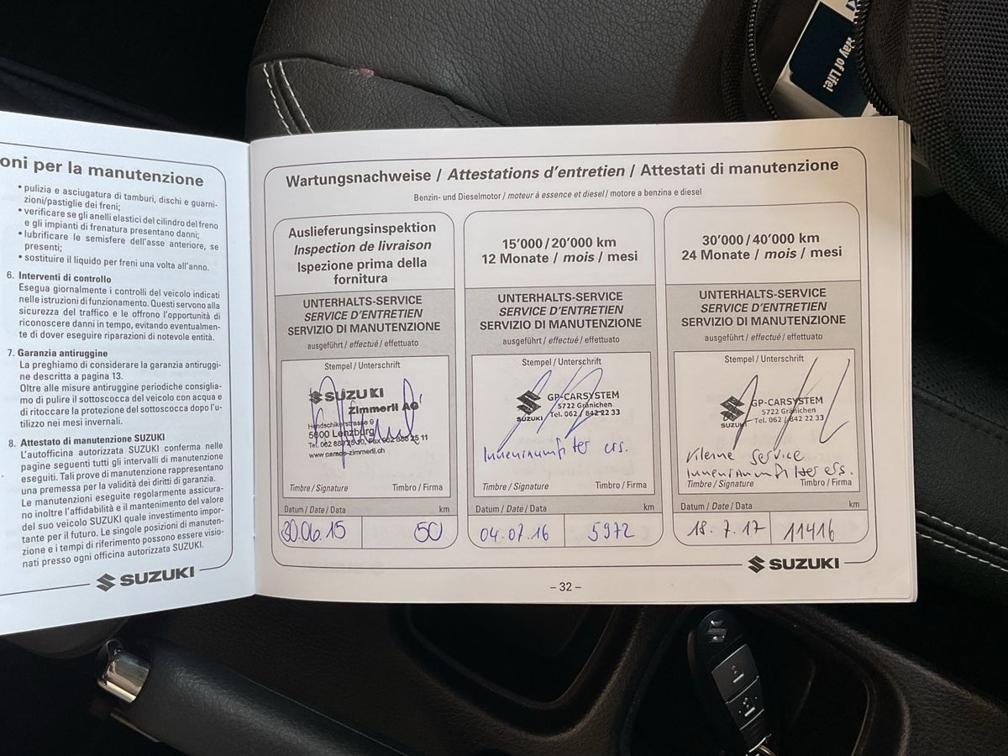 oni per la manutenzione
• pulizia e asciugatura di tamburi, dischi e guarni-
zioni/pastiglie dei freni;
• verificare se gli anelli elastici del cilindro del freno
e gli impianti di frenatura presentano danni;
• lubrificare le semisfere dell'asse anteriore, se
presenti;
• sostituire il liquido per freni una volta all'anno.
6. Interventi di controllo
Esegua giornalmente i controlli del veicolo indicati
nelle istruzioni di funzionamento. Questi servono alla
sicurezza del traffico e le offrono l'opportunità di
riconoscere danni in tempo, evitando eventualmen-
te di dover eseguire riparazioni di notevole entità.
7. Garanzia antiruggine
La preghiamo di considerare la garanzia antiruggi-
ne descritta a pagina 13.
Oltre alle misure antiruggine periodiche consiglia-
mo di pulire il sottoscocca del veicolo con acqua e
di ritoccare la protezione del sottoscocca dopo l'u-
tilizzo nei mesi invernali.
8. Attestato di manutenzione SUZUKI
L'autofficina autorizzata SUZUKI conferma nelle
pagine seguenti tutti gli intervalli di manutenzione
eseguiti. Tali prove di manutenzione rappresentano
una premessa per la validità dei diritti di garanzia.
Le manutenzioni eseguite regolarmente assicura-
no inoltre l'affidabilità e il mantenimento del valore
del suo veicolo SUZUKI quale investimento impor-
tante per il futuro. Le singole posizioni di manuten-
zione e i tempi di riferimento possono essere visio-
nati presso ogni officina autorizzata SUZUKI.
SUZUKI
Way of Life!
Wartungsnachweise / Attestations d'entretien / Attestati di manutenzione
Benzin- und Dieselmotor / moteur à essence et diesel / motore a benzina e diesel
Auslieferungsinspektion
Inspection de livraison
Ispezione prima della
fornitura
UNTERHALTS-SERVICE
SERVICE D'ENTRETIEN
SERVIZIO DI MANUTENZIONE
ausgeführt / effectué / effettuato
Stempel / Unterschrift
SUZUKI
Zimmerli AG
5600 Lenzburg
www.garage-zimmerli.ch
Timbre / Signature Timbro / Firma
Datum / Date / Data km
30.06.15 50
15'000 / 20'000 km
12 Monate / mois / mesi
UNTERHALTS-SERVICE
SERVICE D'ENTRETIEN
SERVIZIO DI MANUTENZIONE
ausgeführt / effectué / effettuato
Stempel / Unterschrift
GP-CARSYSTEM
5722 Gränichen
SUZUKI Tel. 062 / 842 22 33
Innenraumfilter ers.
Timbre / Signature Timbro / Firma
Datum / Date / Data km
04.07.16 5972
30'000 / 40'000 km
24 Monate / mois / mesi
UNTERHALTS-SERVICE
SERVICE D'ENTRETIEN
SERVIZIO DI MANUTENZIONE
ausgeführt / effectué / effettuato
Stempel / Unterschrift
GP-CARSYSTEM
5722 Gränichen
SUZUKI Tel. 062 / 842 22 33
kleine Service
Innenraumfilter ers.
Timbre / Signature Timbro / Firma
Datum / Date / Data km
18.7.17 11416
SUZUKI
– 32 –